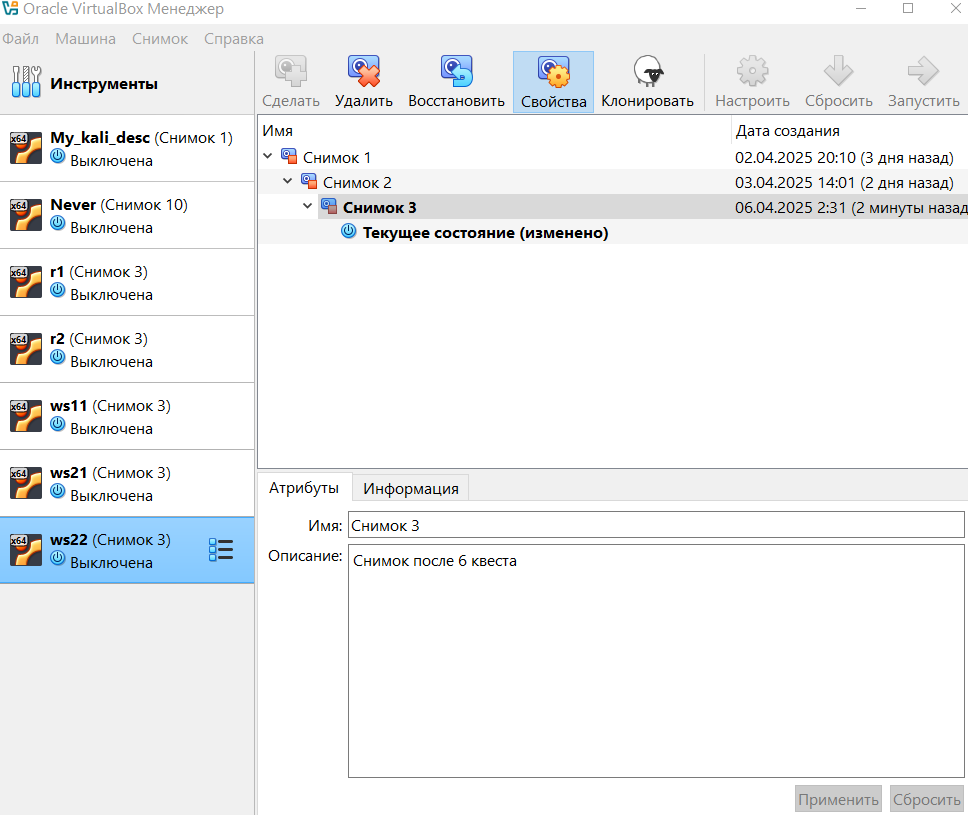 Oracle VirtualBox Менеджер
Файл Машина Снимок Справка
Инструменты
Сделать Удалить Восстановить Свойства Клонировать Настроить Сбросить Запустить
x64 My_kali_desc (Снимок 1)
Выключена
x64 Never (Снимок 10)
Выключена
x64 r1 (Снимок 3)
Выключена
x64 r2 (Снимок 3)
Выключена
x64 ws11 (Снимок 3)
Выключена
x64 ws21 (Снимок 3)
Выключена
x64 ws22 (Снимок 3)
Выключена
Имя Дата создания
Снимок 1 02.04.2025 20:10 (3 дня назад)
Снимок 2 03.04.2025 14:01 (2 дня назад)
Снимок 3 06.04.2025 2:31 (2 минуты назад
Текущее состояние (изменено)
Атрибуты Информация
Имя: Снимок 3
Описание: Снимок после 6 квеста
Применить Сбросить